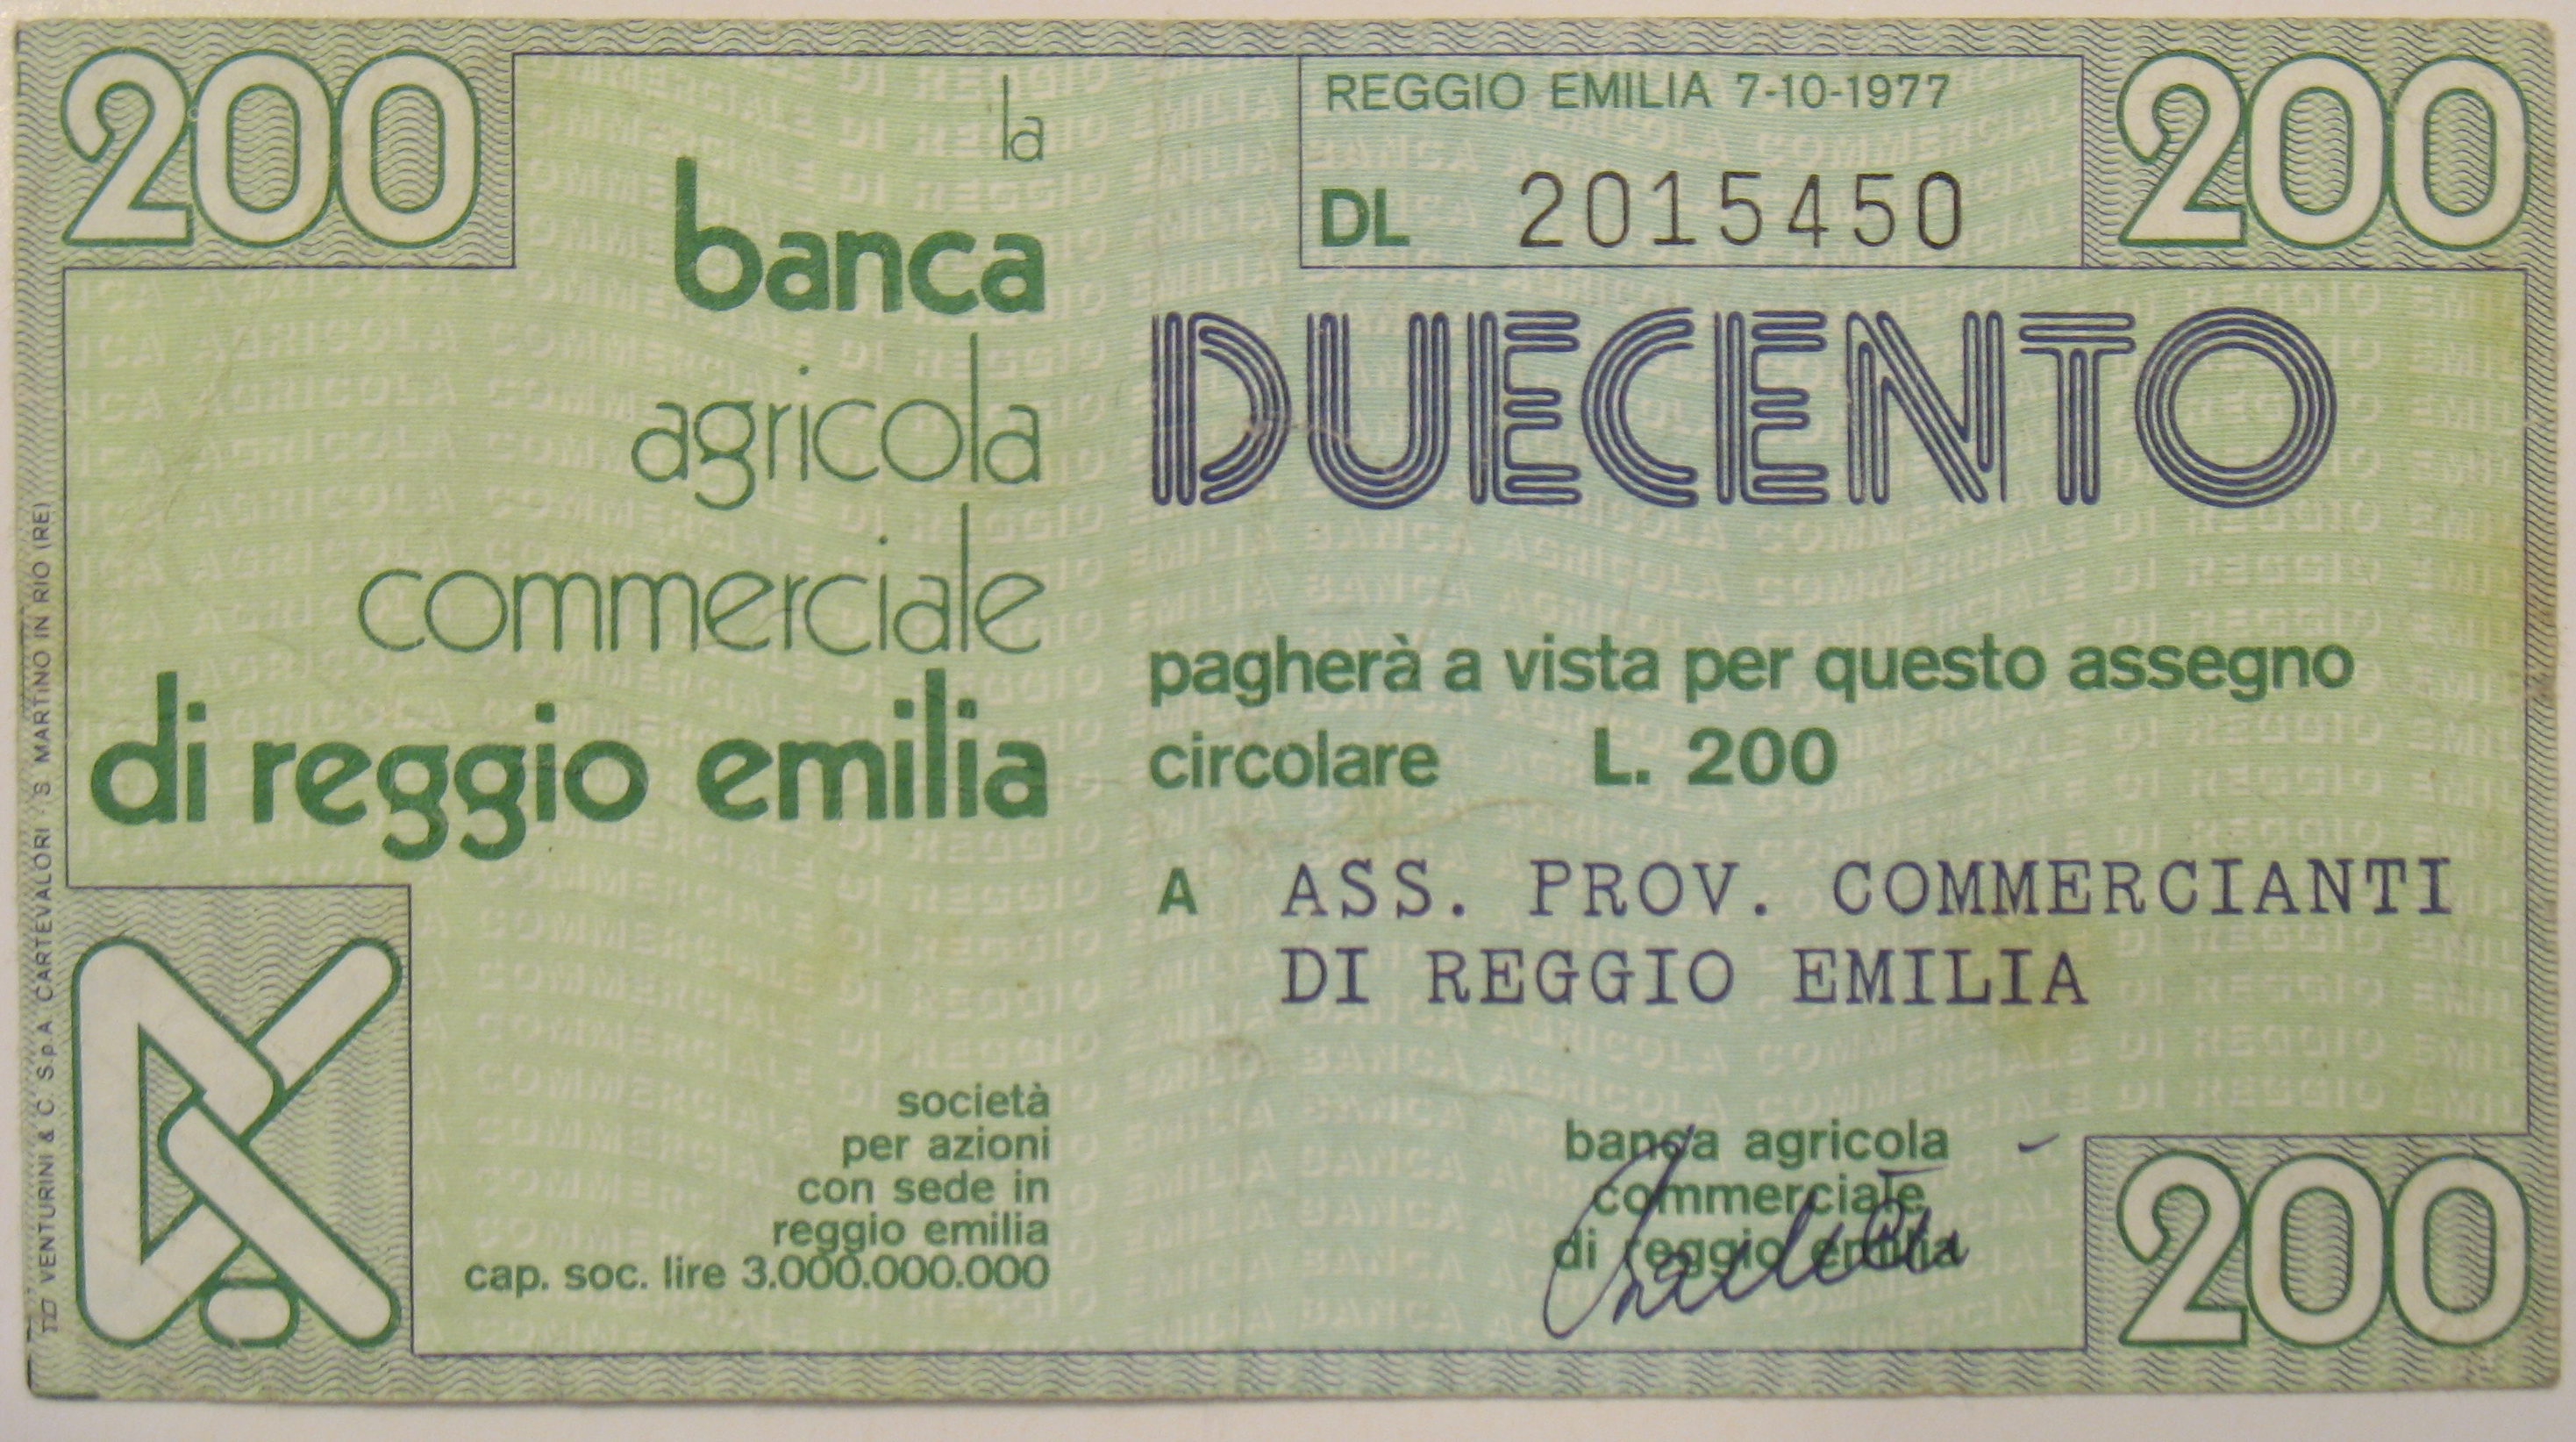 200
la
banca
agricola
commerciale
di reggio emilia
società
per azioni
con sede in
reggio emilia
cap. soc. lire 3.000.000.000
VENTURINI & C. S.p.A. CARTEVALORI - S. MARTINO IN RIO (RE)
REGGIO EMILIA 7-10-1977
DL 2015450
200
DUECENTO
pagherà a vista per questo assegno
circolare L. 200
A ASS. PROV. COMMERCIANTI
DI REGGIO EMILIA
banca agricola
commerciale
di reggio emilia
200